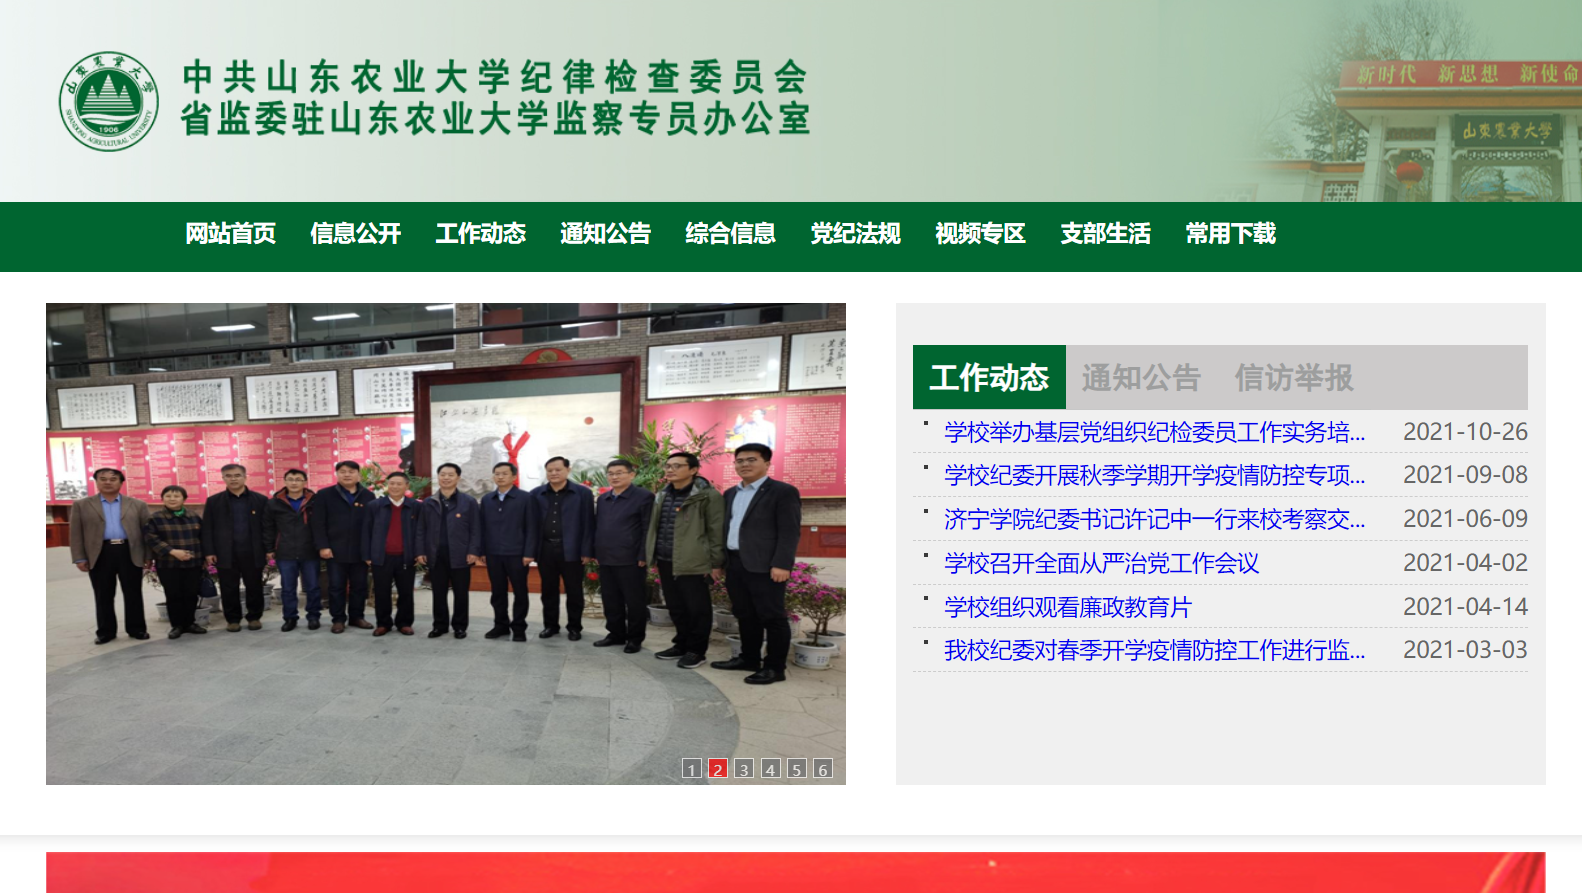 中共山东农业大学纪律检查委员会
省监委驻山东农业大学监察专员办公室
山東農業大學
1906
SHANDONG AGRICULTURAL UNIVERSITY
新时代 新思想 新使命
山東農業大學
网站首页 信息公开 工作动态 通知公告 综合信息 党纪法规 视频专区 支部生活 常用下载
1 2 3 4 5 6
工作动态 通知公告 信访举报
学校举办基层党组织纪检委员工作实务培... 2021-10-26
学校纪委开展秋季学期开学疫情防控专项... 2021-09-08
济宁学院纪委书记许记中一行来校考察交... 2021-06-09
学校召开全面从严治党工作会议 2021-04-02
学校组织观看廉政教育片 2021-04-14
我校纪委对春季开学疫情防控工作进行监... 2021-03-03